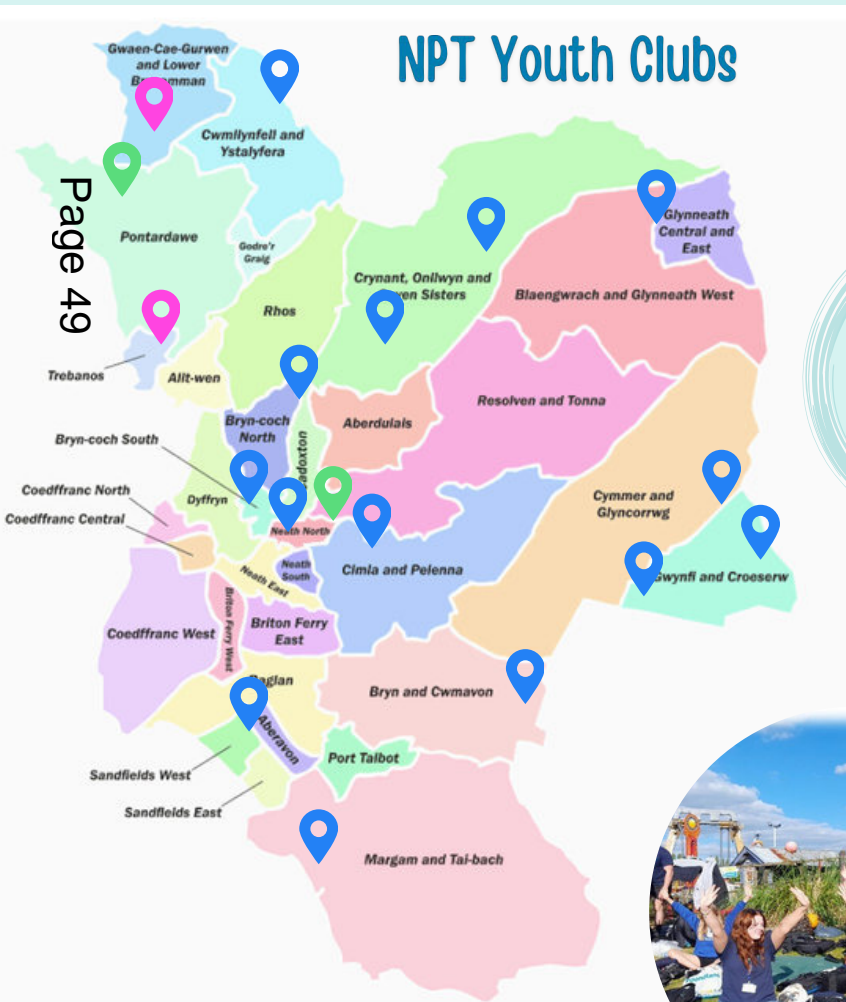 NPT Youth Clubs
Gwaen-Cae-Gurwen
and Lower
Cwmllynfell and
Ystalyfera
Page 49
Pontardawe
Godre'r
Graig
Glynneath
Central and
East
Crynant, Onllwyn and
Sisters
Blaengwrach and Glynneath West
Rhos
Trebanos
Allt-wen
Resolven and Tonna
Bryn-coch
North
Aberdulais
Bryn-coch South
Coedffranc North
Dyffryn
Cymmer and
Glyncorrwg
Coedffranc Central
Neath North
Neath
South
Neath East
Cimla and Pelenna
Gwynfi and Croeserw
Coedffranc West
Briton Ferry West
Briton Ferry
East
Bryn and Cwmavon
Aberavon
Port Talbot
Sandfields West
Sandfields East
Margam and Tai-bach